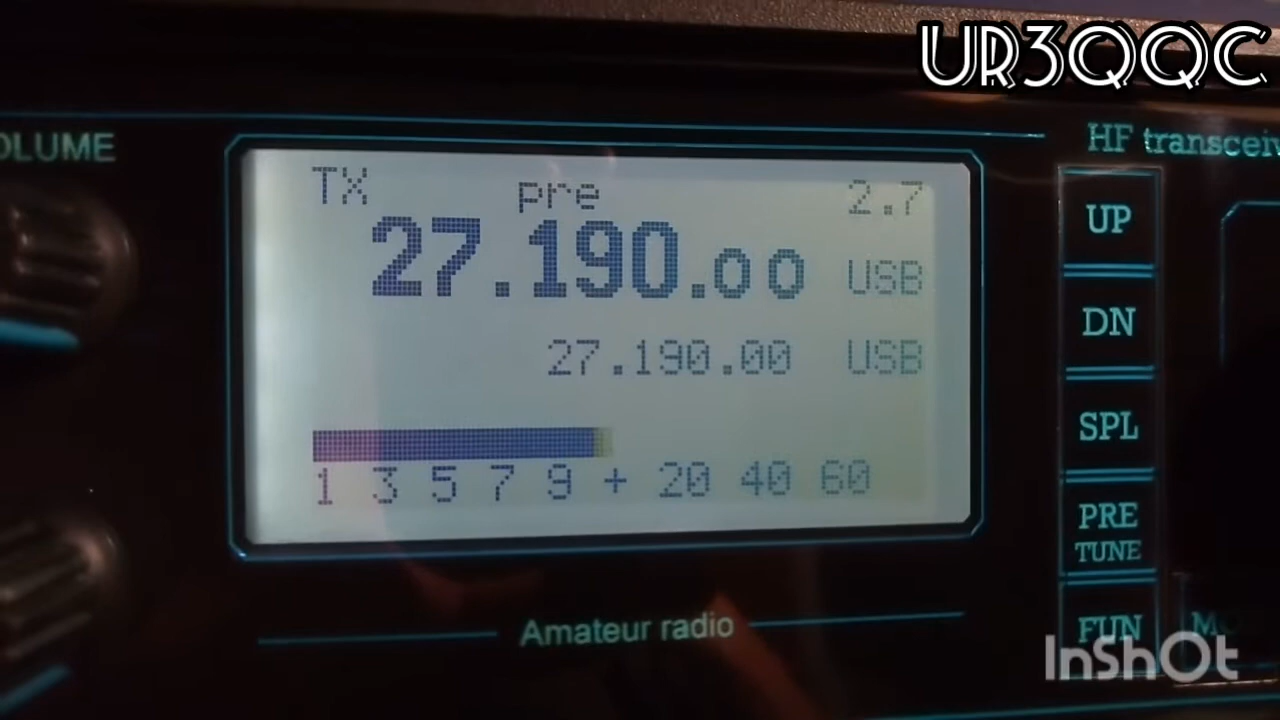 UR3QQC
OLUME
HF transceiv
TX pre 2.7
27.190.00 USB
27.190.00 USB
1 3 5 7 9 + 20 40 60
UP
DN
SPL
PRE
TUNE
FUN
Amateur radio
InShOt